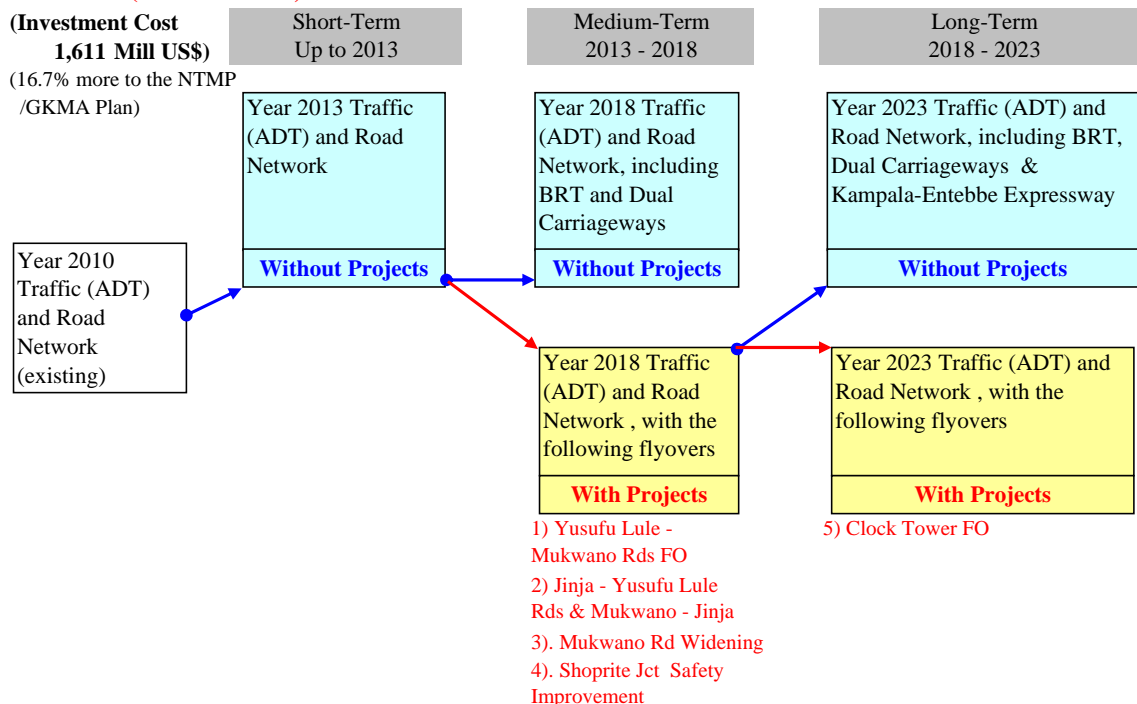 (Investment Cost
1,611 Mill US$)
(16.7% more to the NTMP
/GKMA Plan)
Short-Term
Up to 2013
Medium-Term
2013 - 2018
Long-Term
2018 - 2023
Year 2013 Traffic
(ADT) and Road
Network
Without Projects
Year 2018 Traffic
(ADT) and Road
Network, including
BRT and Dual
Carriageways
Without Projects
Year 2023 Traffic (ADT) and
Road Network, including BRT,
Dual Carriageways &
Kampala-Entebbe Expressway
Without Projects
Year 2010
Traffic (ADT)
and Road
Network
(existing)
Year 2018 Traffic
(ADT) and Road
Network , with the
following flyovers
With Projects
Year 2023 Traffic (ADT) and
Road Network , with the
following flyovers
With Projects
1) Yusufu Lule -
Mukwano Rds FO
2) Jinja - Yusufu Lule
Rds & Mukwano - Jinja
3). Mukwano Rd Widening
4). Shoprite Jct Safety
Improvement
5) Clock Tower FO